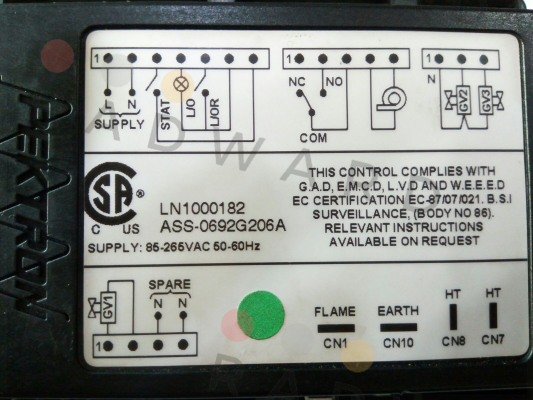 PEKTRON
1
L N
SUPPLY
STAT
L/O
L/OR
1
NC NO
COM
1
N
GV2
GV3
C US
®
LN1000182
ASS-0692G206A
SUPPLY: 85-265VAC 50-60Hz
THIS CONTROL COMPLIES WITH
G.A.D, E.M.C.D, L.V.D AND W.E.E.E.D
EC CERTIFICATION EC-87/07/021. B.S.I
SURVEILLANCE, (BODY NO 86).
RELEVANT INSTRUCTIONS
AVAILABLE ON REQUEST
GV1
1
SPARE
N N
FLAME
CN1
EARTH
CN10
HT
CN8
HT
CN7